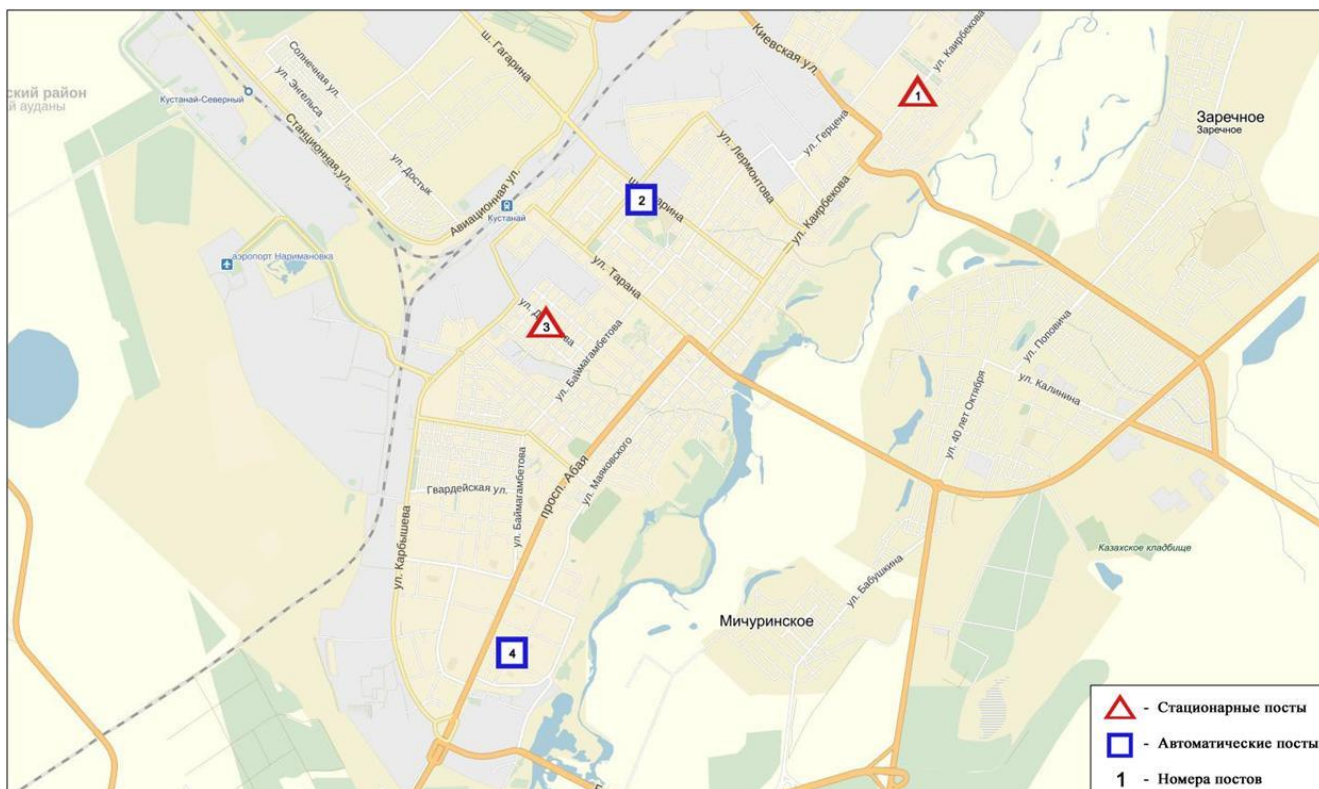 ский район
й ауданы
Кустанай-Северный
Солнечная ул.
ул. Энгельса
Станционная ул.
ул. Достык
Авиационная ул.
ш. Гагарина
Киевская ул.
ул. Каирбекова
1
Заречное
Заречное
ул. Герцена
ул. Лермонтова
ул. Каирбекова
2
Кустанай
аэропорт Наримановка
ул. Тарана
3
ул. Баймагамбетова
ул. Поповича
ул. Калинина
ул. 40 лет Октября
просп. Абая
ул. Маяковского
ул. Баймагамбетова
Гвардейская ул.
ул. Карбышева
Казахское кладбище
ул. Бабушкина
Мичуринское
4
- Стационарные посты
- Автоматические посты
1 - Номера постов